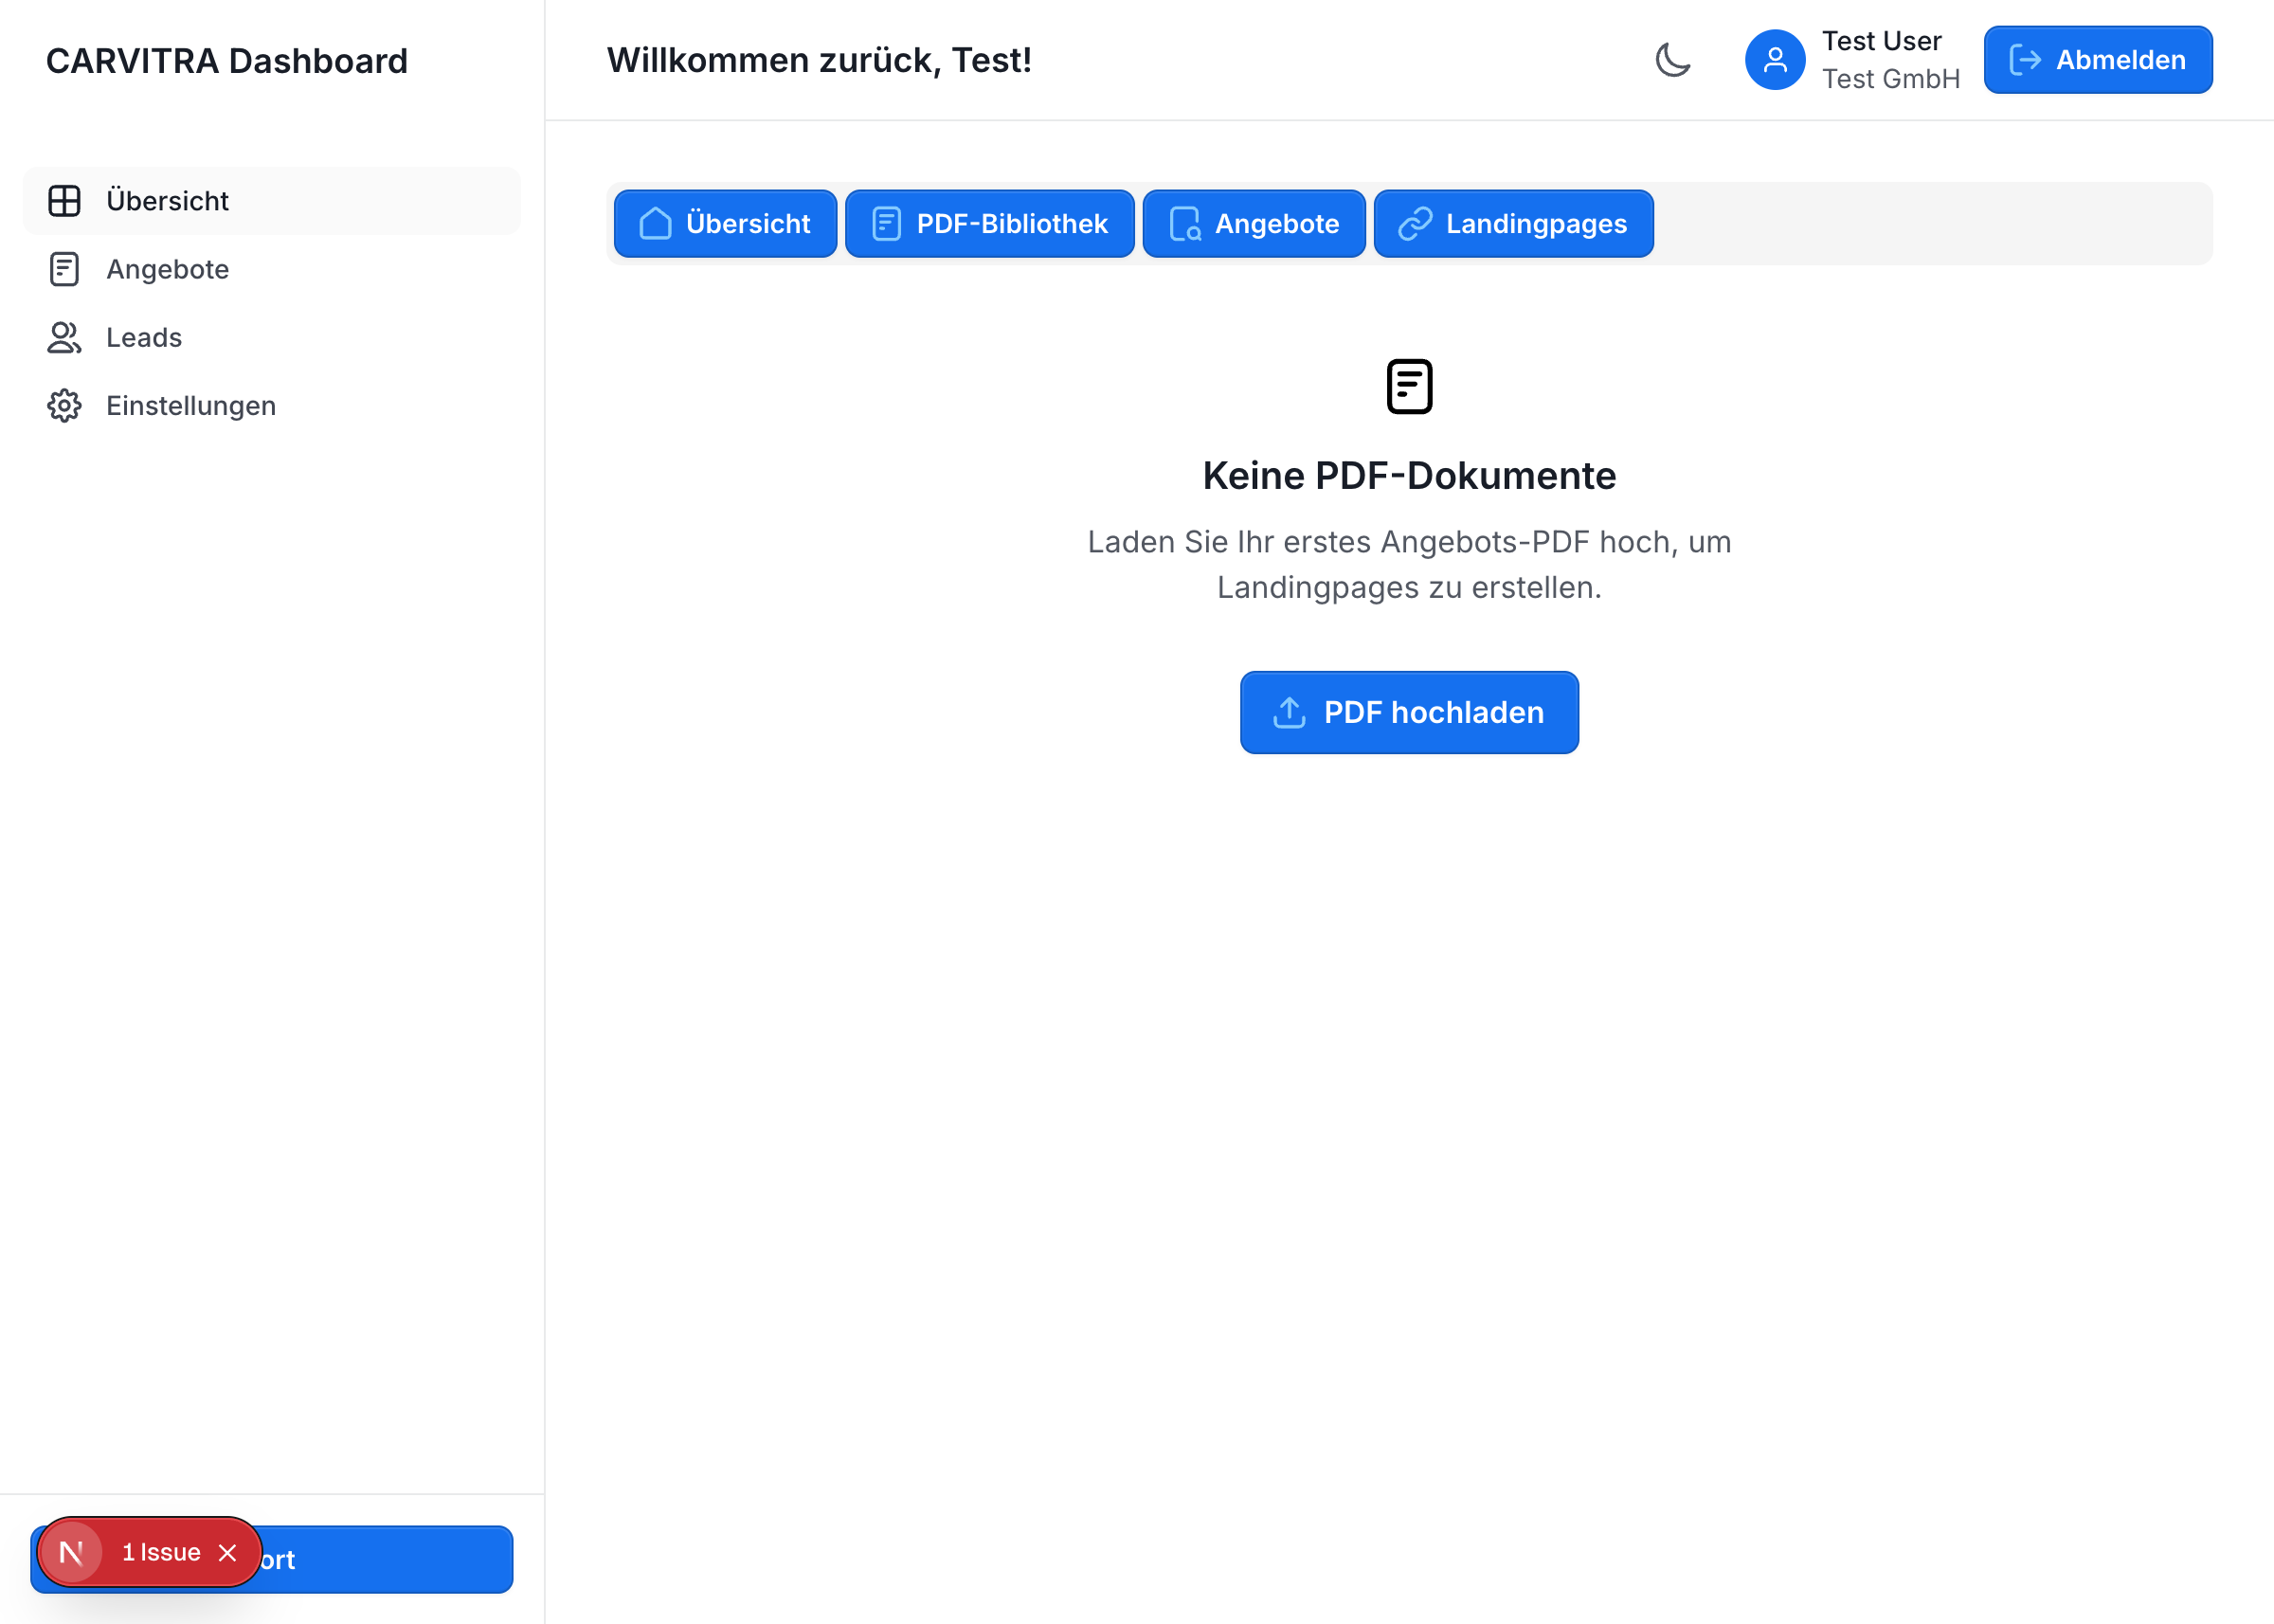 CARVITRA Dashboard
Übersicht
Angebote
Leads
Einstellungen
Willkommen zurück, Test!
Test User
Test GmbH
Abmelden
Übersicht
PDF-Bibliothek
Angebote
Landingpages
Keine PDF-Dokumente
Laden Sie Ihr erstes Angebots-PDF hoch, um
Landingpages zu erstellen.
PDF hochladen
N
1 Issue